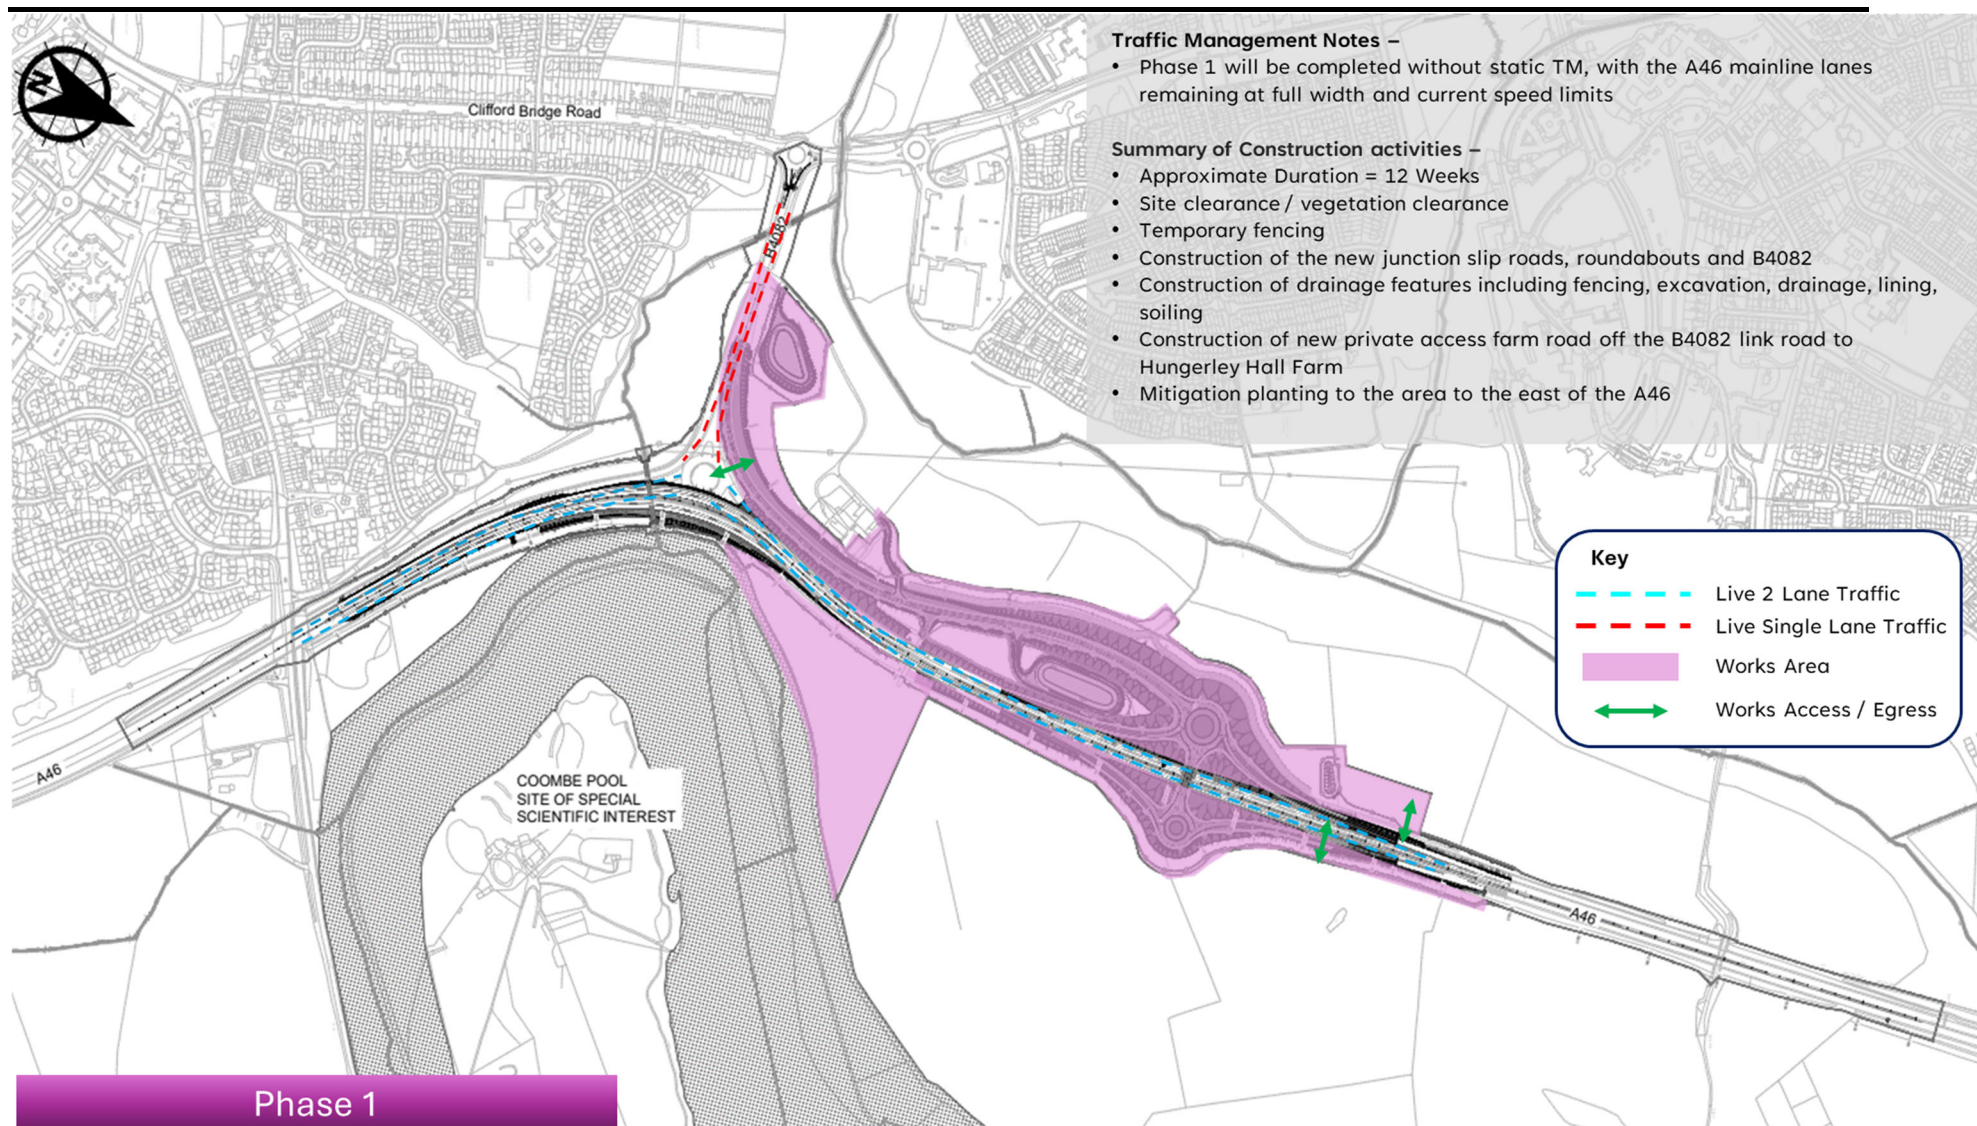 Traffic Management Notes –
• Phase 1 will be completed without static TM, with the A46 mainline lanes
remaining at full width and current speed limits
Summary of Construction activities –
• Approximate Duration = 12 Weeks
• Site clearance / vegetation clearance
• Temporary fencing
• Construction of the new junction slip roads, roundabouts and B4082
• Construction of drainage features including fencing, excavation, drainage, lining,
soiling
• Construction of new private access farm road off the B4082 link road to
Hungerley Hall Farm
• Mitigation planting to the area to the east of the A46
N
Clifford Bridge Road
B4082
Key
Live 2 Lane Traffic
Live Single Lane Traffic
Works Area
Works Access / Egress
A46
COOMBE POOL
SITE OF SPECIAL
SCIENTIFIC INTEREST
A46
Phase 1